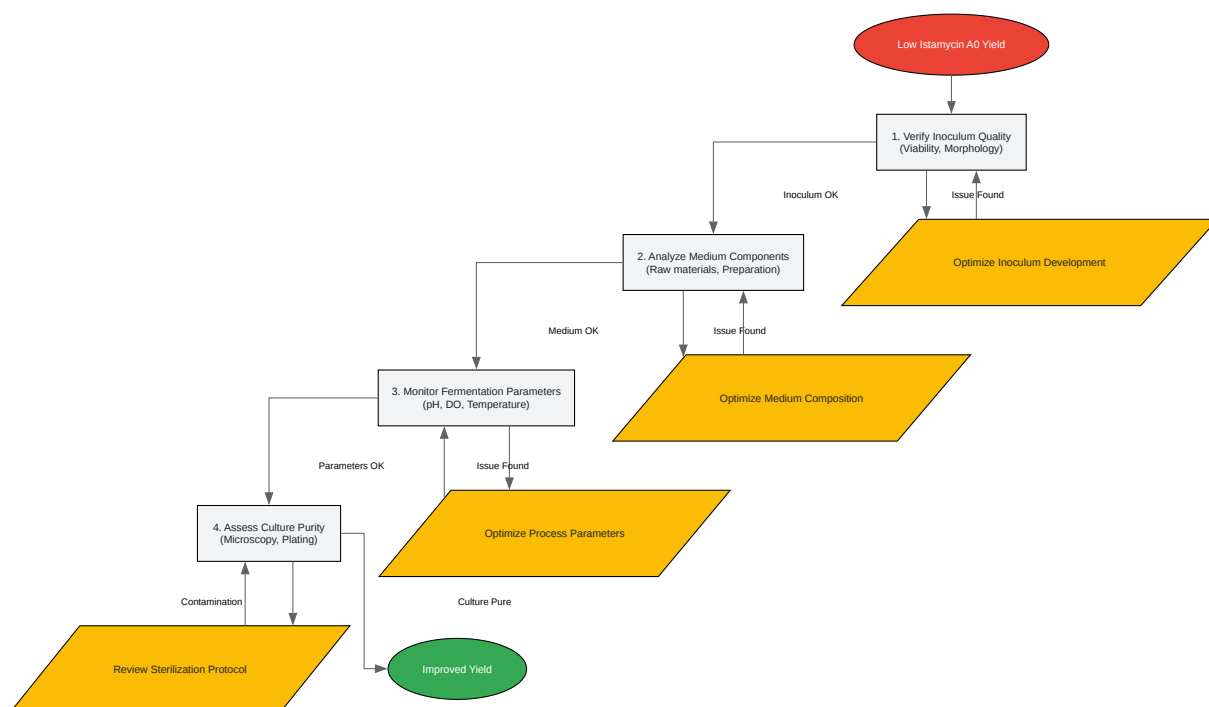 Low Istamycin A0 Yield
1. Verify Inoculum Quality
(Viability, Morphology)
Inoculum OK
Issue Found
2. Analyze Medium Components
(Raw materials, Preparation)
Optimize Inoculum Development
Medium OK
Issue Found
3. Monitor Fermentation Parameters
(pH, DO, Temperature)
Optimize Medium Composition
Parameters OK
Issue Found
4. Assess Culture Purity
(Microscopy, Plating)
Optimize Process Parameters
Contamination
Culture Pure
Review Sterilization Protocol
Improved Yield